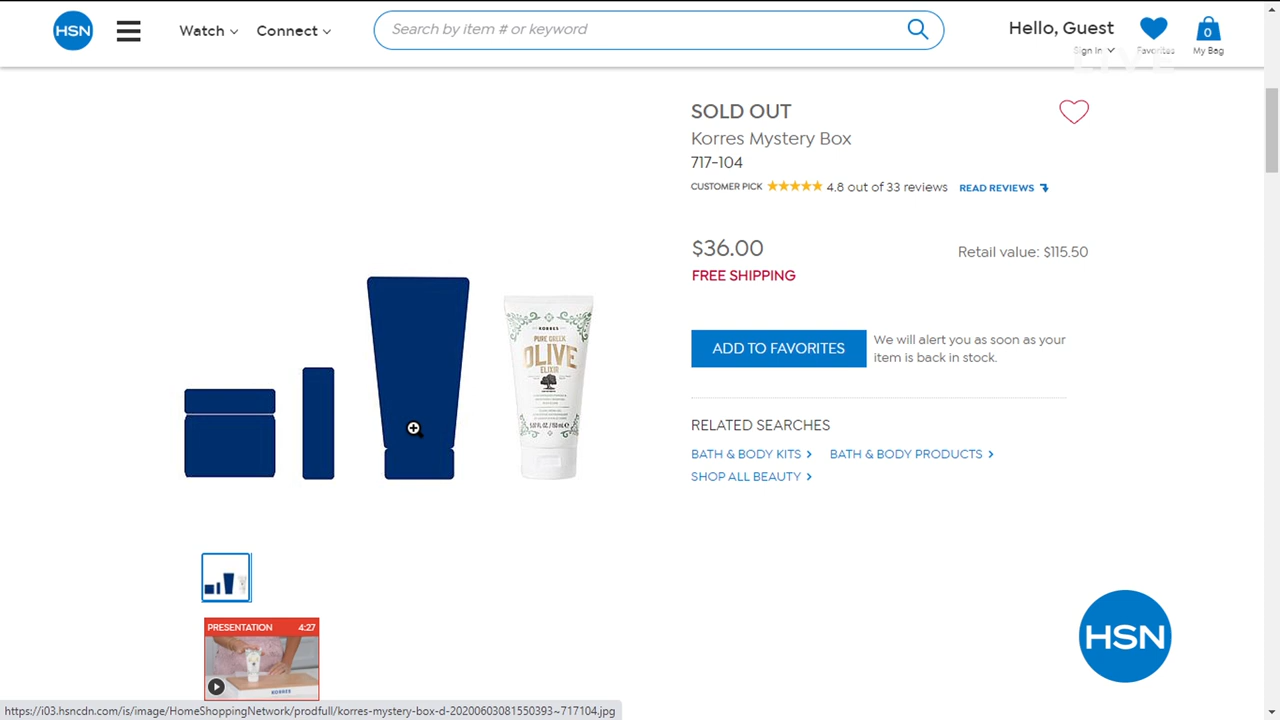 HSN
Watch
Connect
Search by item # or keyword
Hello, Guest
Sign In
Favorites
0
My Bag
LIVE
SOLD OUT
Korres Mystery Box
717-104
CUSTOMER PICK 4.8 out of 33 reviews READ REVIEWS
$36.00
Retail value: $115.50
FREE SHIPPING
ADD TO FAVORITES
We will alert you as soon as your
item is back in stock.
RELATED SEARCHES
BATH & BODY KITS
BATH & BODY PRODUCTS
SHOP ALL BEAUTY
KORRES
PURE GREEK
OLIVE
ELIXIR
PRESENTATION 4:27
KORRES
HSN
https://i03.hsncdn.com/is/image/HomeShoppingNetwork/prodfull/korres-mystery-box-d-20200603081550393~717104.jpg